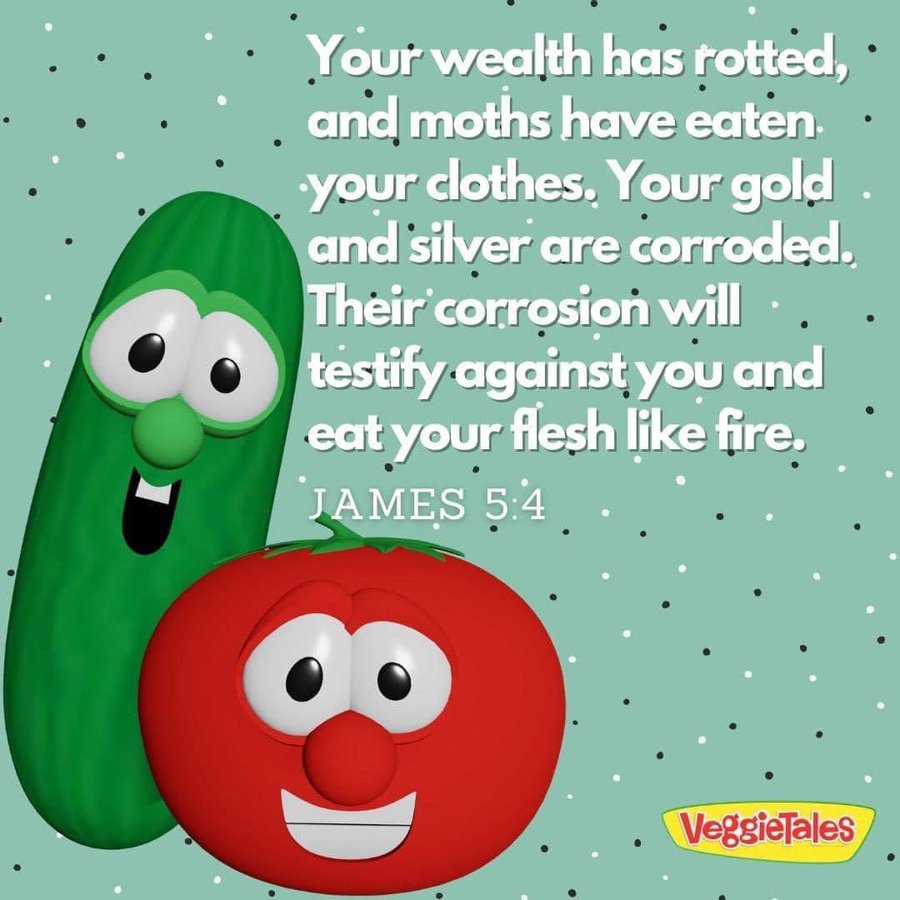 Your wealth has rotted,
and moths have eaten
your clothes. Your gold
and silver are corroded.
Their corrosion will
testify against you and
eat your flesh like fire.
JAMES 5:4
VeggieTales